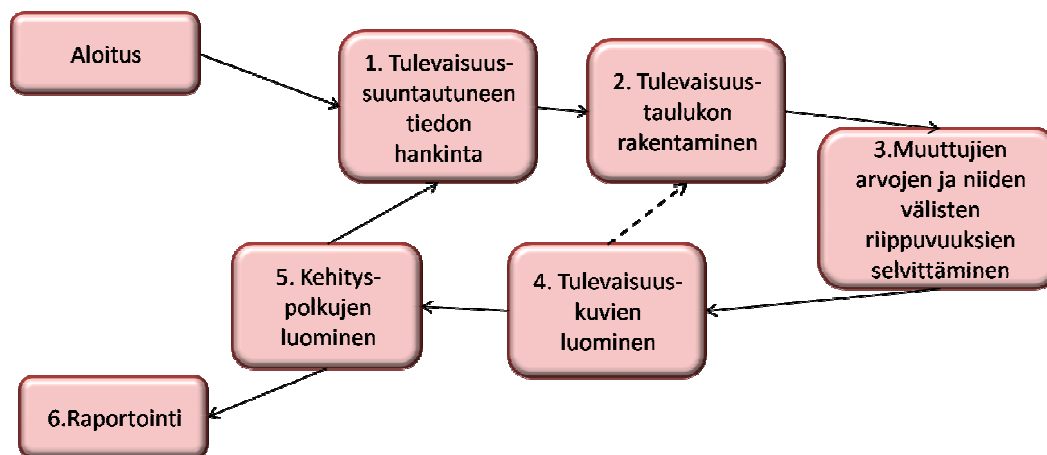 Aloitus
1. Tulevaisuus-
suuntautuneen
tiedon
hankinta
2. Tulevaisuus-
taulukon
rakentaminen
3.Muuttujien
arvojen ja niiden
välisten
riippuvuuksien
selvittäminen
4. Tulevaisuus-
kuvien
luominen
5. Kehitys-
polkujen
luominen
6.Raportointi